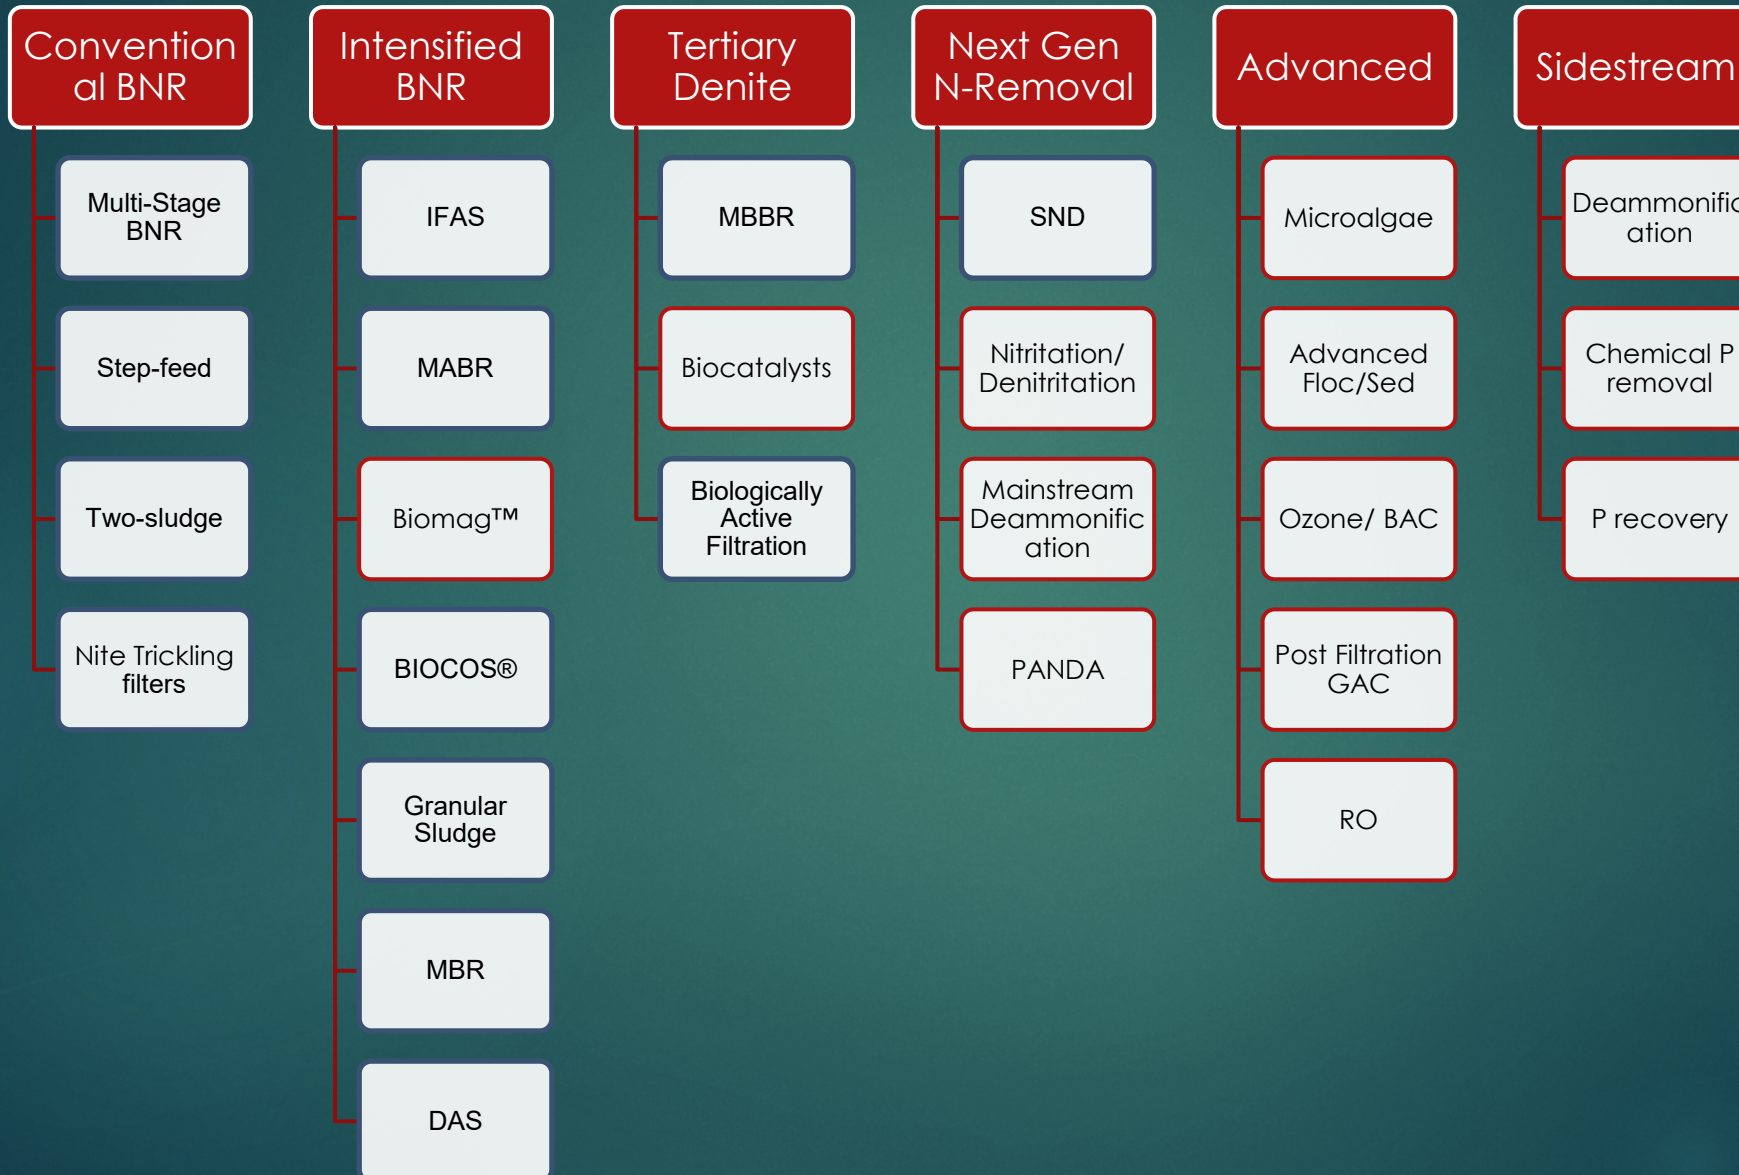 Convention
al BNR
Multi-Stage
BNR
Step-feed
Two-sludge
Nite Trickling
filters
Intensified
BNR
IFAS
MABR
Biomag™
BIOCOS®
Granular
Sludge
MBR
DAS
Tertiary
Denite
MBBR
Biocatalysts
Biologically
Active
Filtration
Next Gen
N-Removal
SND
Nitritation/
Denitritation
Mainstream
Deammonific
ation
PANDA
Advanced
Microalgae
Advanced
Floc/Sed
Ozone/ BAC
Post Filtration
GAC
RO
Sidestream
Deammonific
ation
Chemical P
removal
P recovery